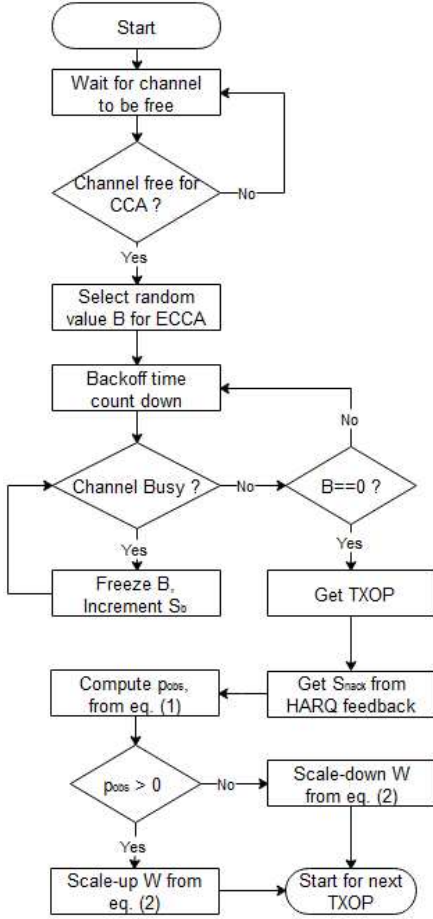 Start
Wait for channel
to be free
Channel free for
CCA ?
No
Yes
Select random
value B for ECCA
Backoff time
count down
No
Channel Busy ?
No
B==0 ?
Yes
Yes
Freeze B,
Increment Sb
Get TXOP
Compute pobs,
from eq. (1)
Get Snack from
HARQ feedback
pobs > 0
No
Scale-down W
from eq. (2)
Yes
Scale-up W from
eq. (2)
Start for next
TXOP